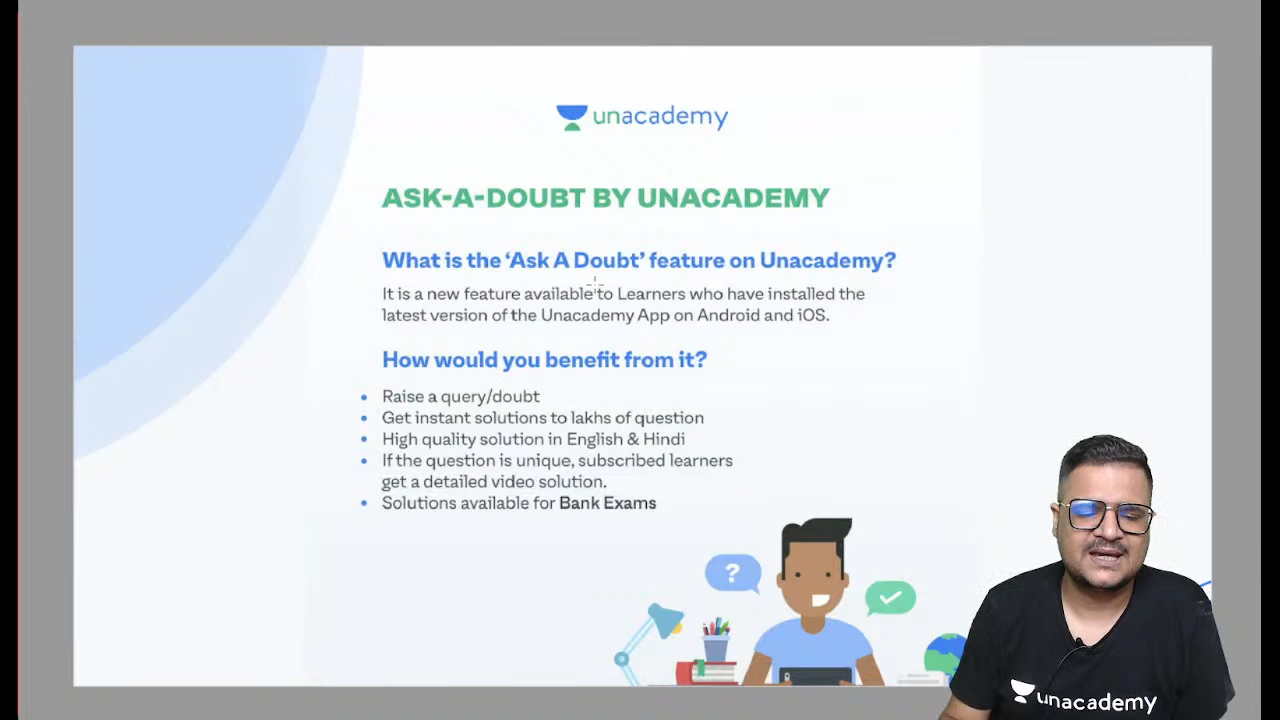 unacademy
ASK-A-DOUBT BY UNACADEMY
What is the ‘Ask A Doubt’ feature on Unacademy?
It is a new feature available to Learners who have installed the
latest version of the Unacademy App on Android and iOS.
How would you benefit from it?
• Raise a query/doubt
• Get instant solutions to lakhs of question
• High quality solution in English & Hindi
• If the question is unique, subscribed learners
get a detailed video solution.
• Solutions available for Bank Exams
?
unacademy